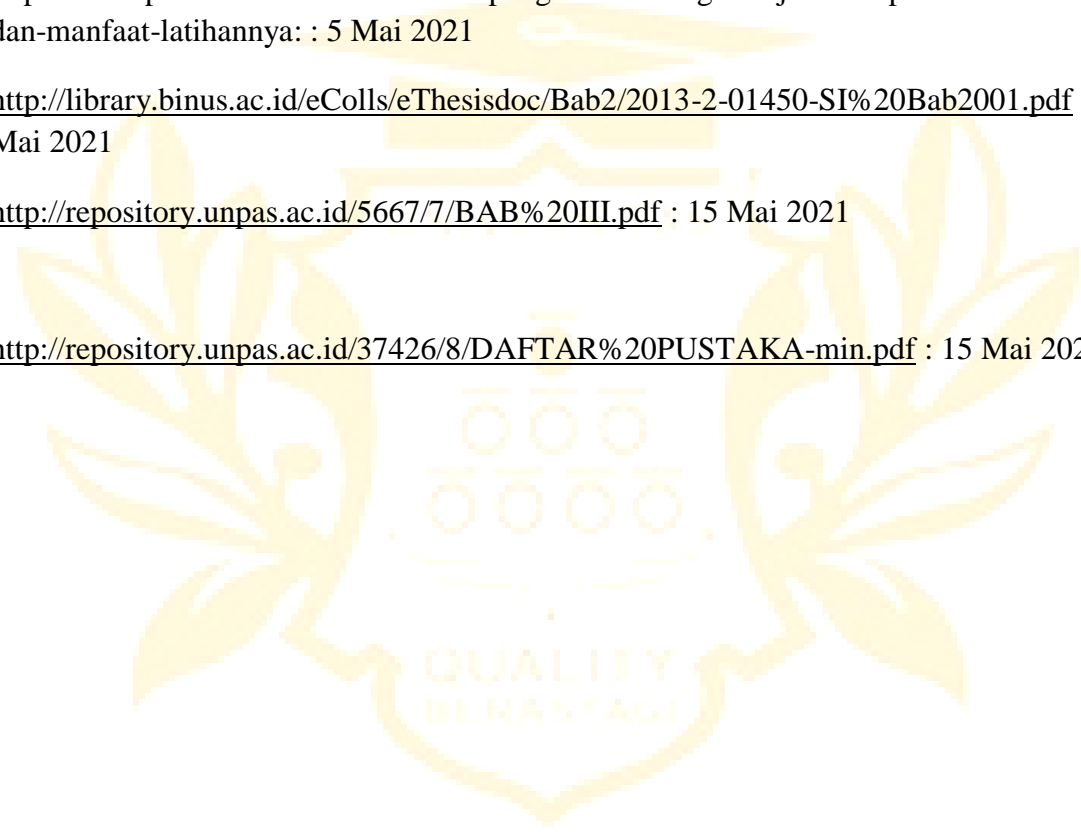 dan-manfaat-latihannya: : 5 Mai 2021
http://library.binus.ac.id/eColls/eThesisdoc/Bab2/2013-2-01450-SI%20Bab2001.pdf
Mai 2021
http://repository.unpas.ac.id/5667/7/BAB%20III.pdf : 15 Mai 2021
http://repository.unpas.ac.id/37426/8/DAFTAR%20PUSTAKA-min.pdf : 15 Mai 202
QUALITY
BERASTAGI